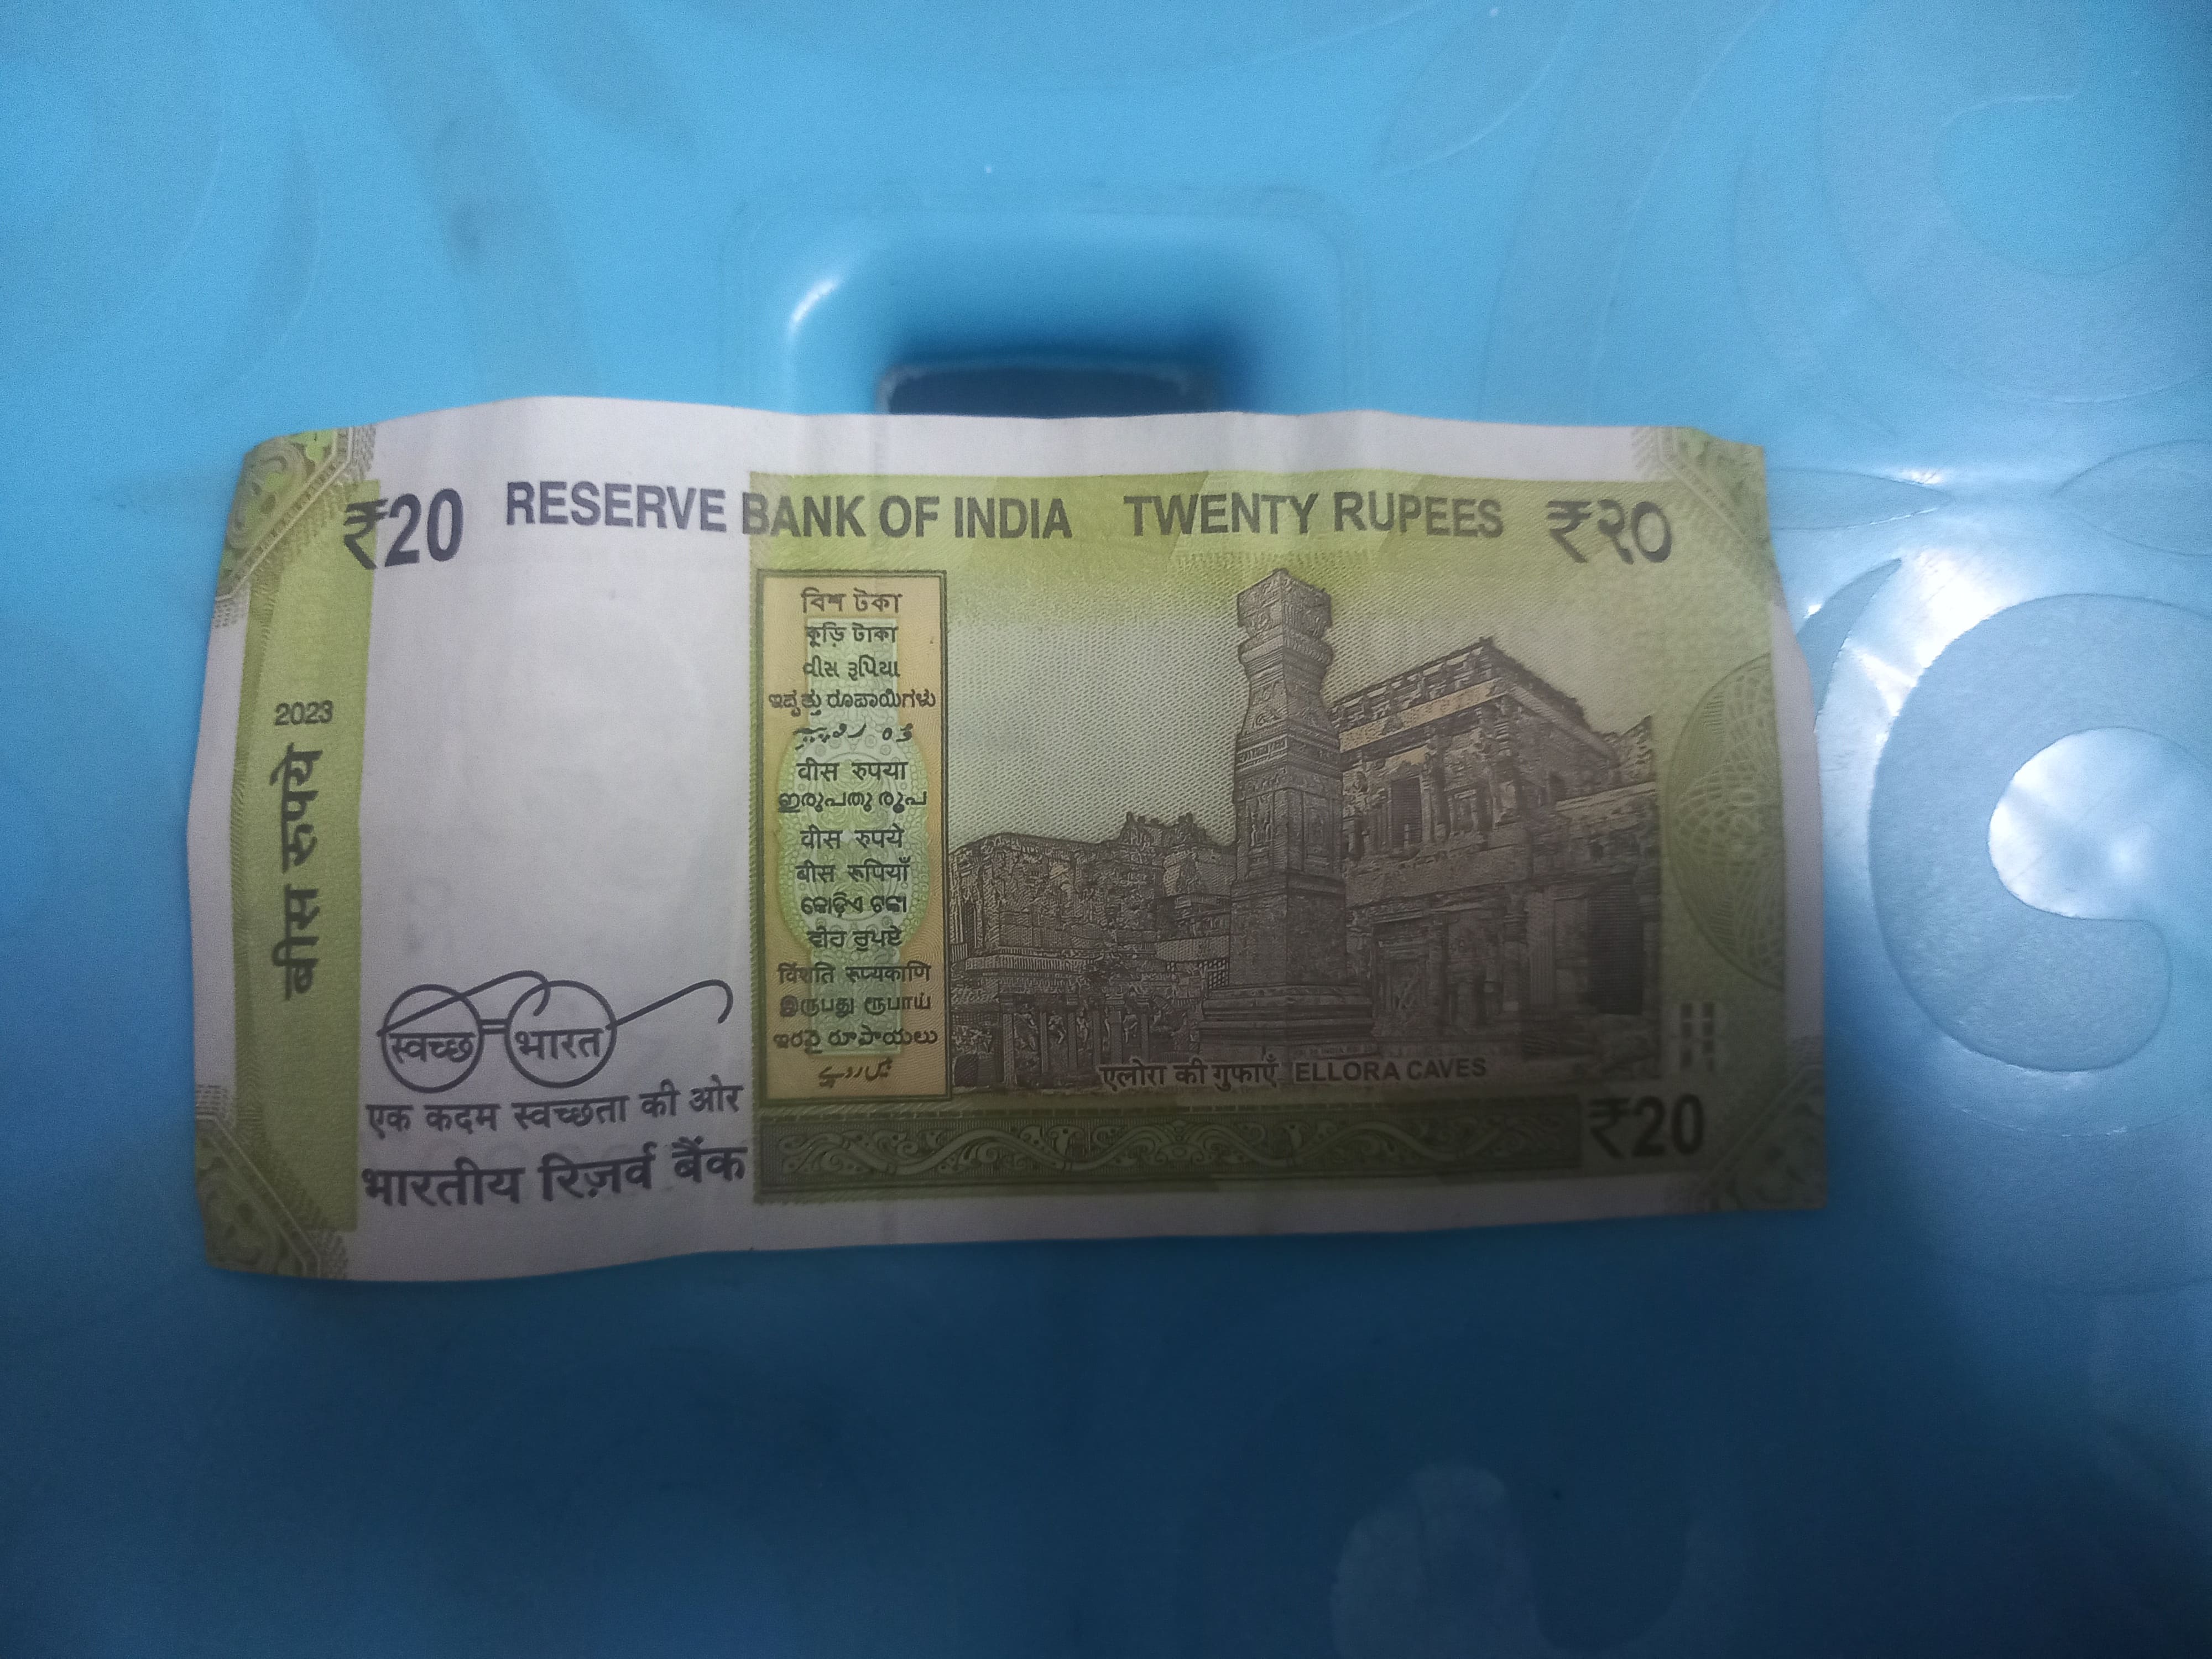 ₹20 RESERVE BANK OF INDIA TWENTY RUPEES ₹२०
2023
बीस रुपये
বিশ টকা
কুড়ি টাকা
વીસ રૂપિયા
ಇಪ್ಪತ್ತು ರೂಪಾಯಿಗಳು
वीस रुपया
ഇരുപതു രൂപ
वीस रुपये
बीस रूपियाँ
କୋଡ଼ିଏ ଟଙ୍କା
ਵੀਹ ਰੁਪਏ
विंशति रूप्यकाणि
இருபது ரூபாய்
ఇరవై రూపాయలు
स्वच्छ भारत
एक कदम स्वच्छता की ओर
भारतीय रिज़र्व बैंक
एलोरा की गुफाएँ ELLORA CAVES
₹20